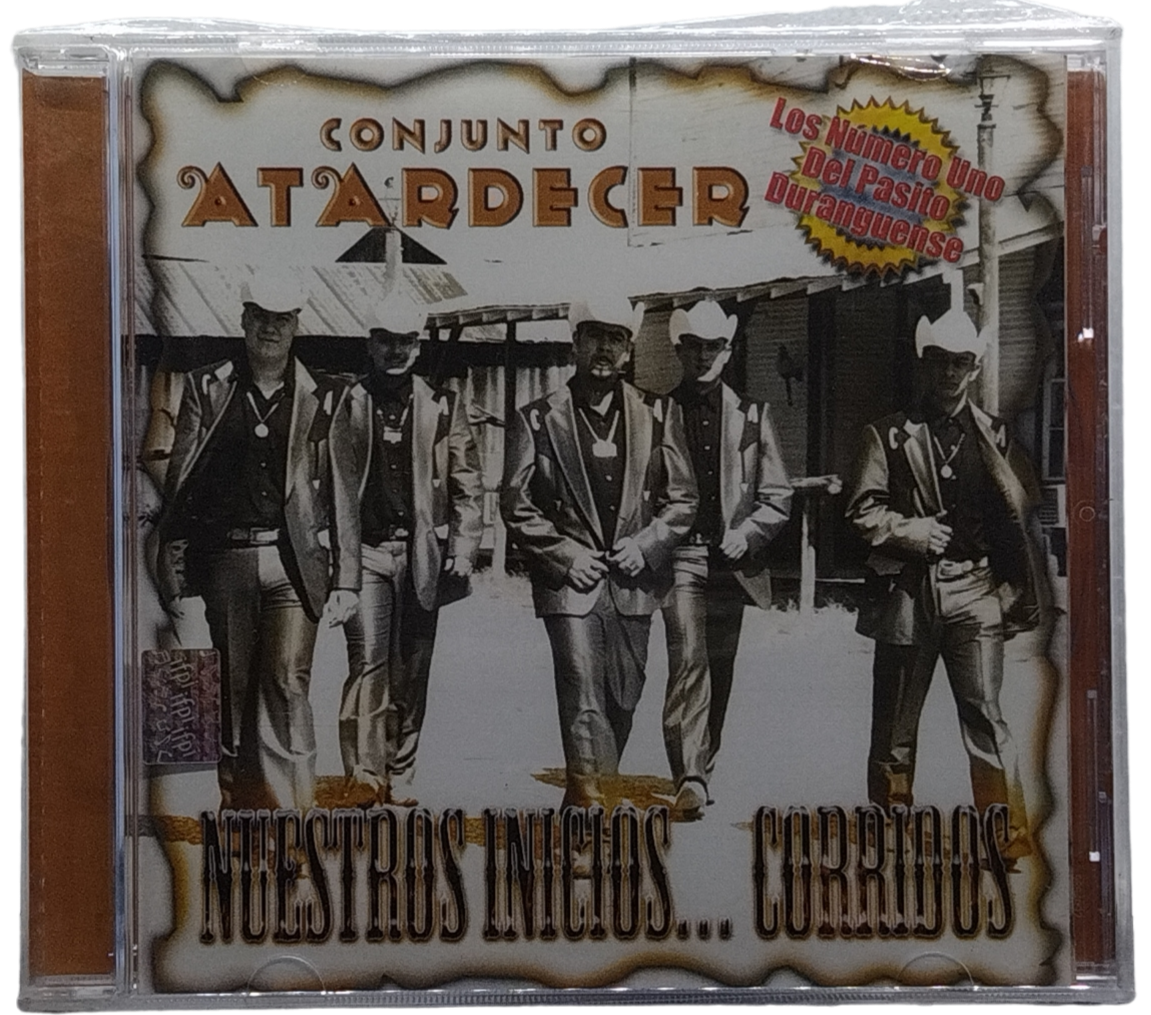 CONJUNTO
ATARDECER
Los Número Uno
Del Pasito
Duranguense
C A
C A
C A
NUESTROS INICIOS... CORRIDOS